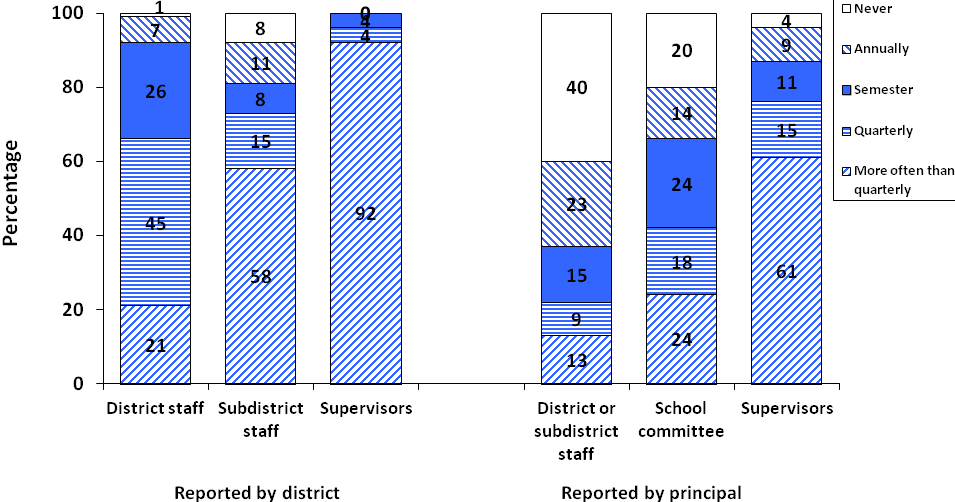 Percentage
100
80
60
40
20
0
1
7
26
45
21
8
11
8
15
58
0
4
4
92
40
23
15
9
13
20
14
24
18
24
4
9
11
15
61
District staff
Subdistrict
staff
Supervisors
District or
subdistrict
staff
School
committee
Supervisors
Reported by district
Reported by principal
Never
Annually
Semester
Quarterly
More often than
quarterly